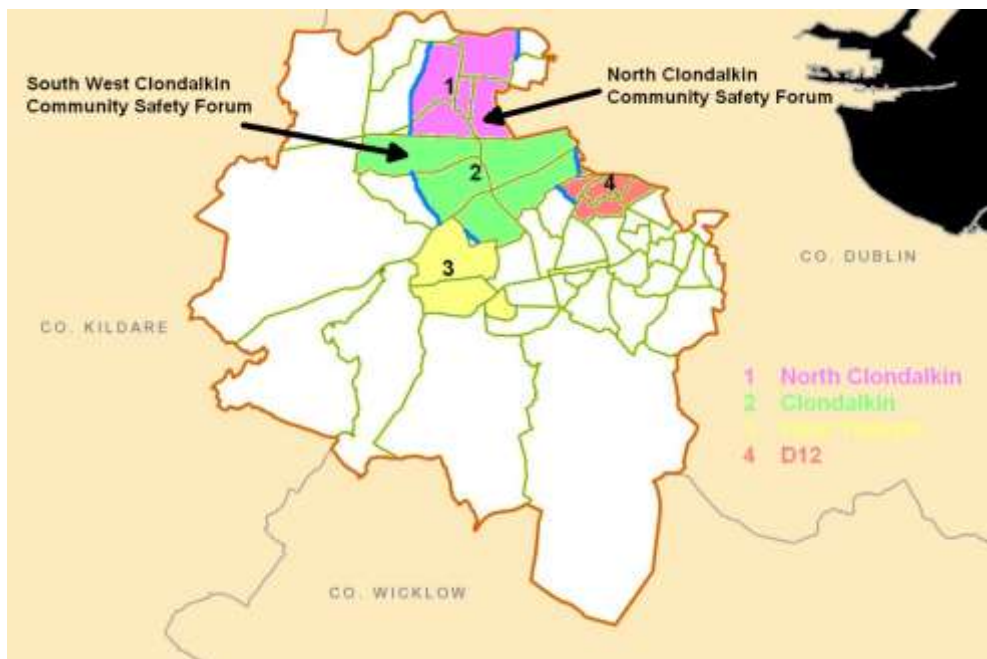 South West Clondalkin
Community Safety Forum
North Clondalkin
Community Safety Forum
1
2
4
3
CO. DUBLIN
CO. KILDARE
CO. WICKLOW
1 North Clondalkin
2 Clondalkin
4 D12